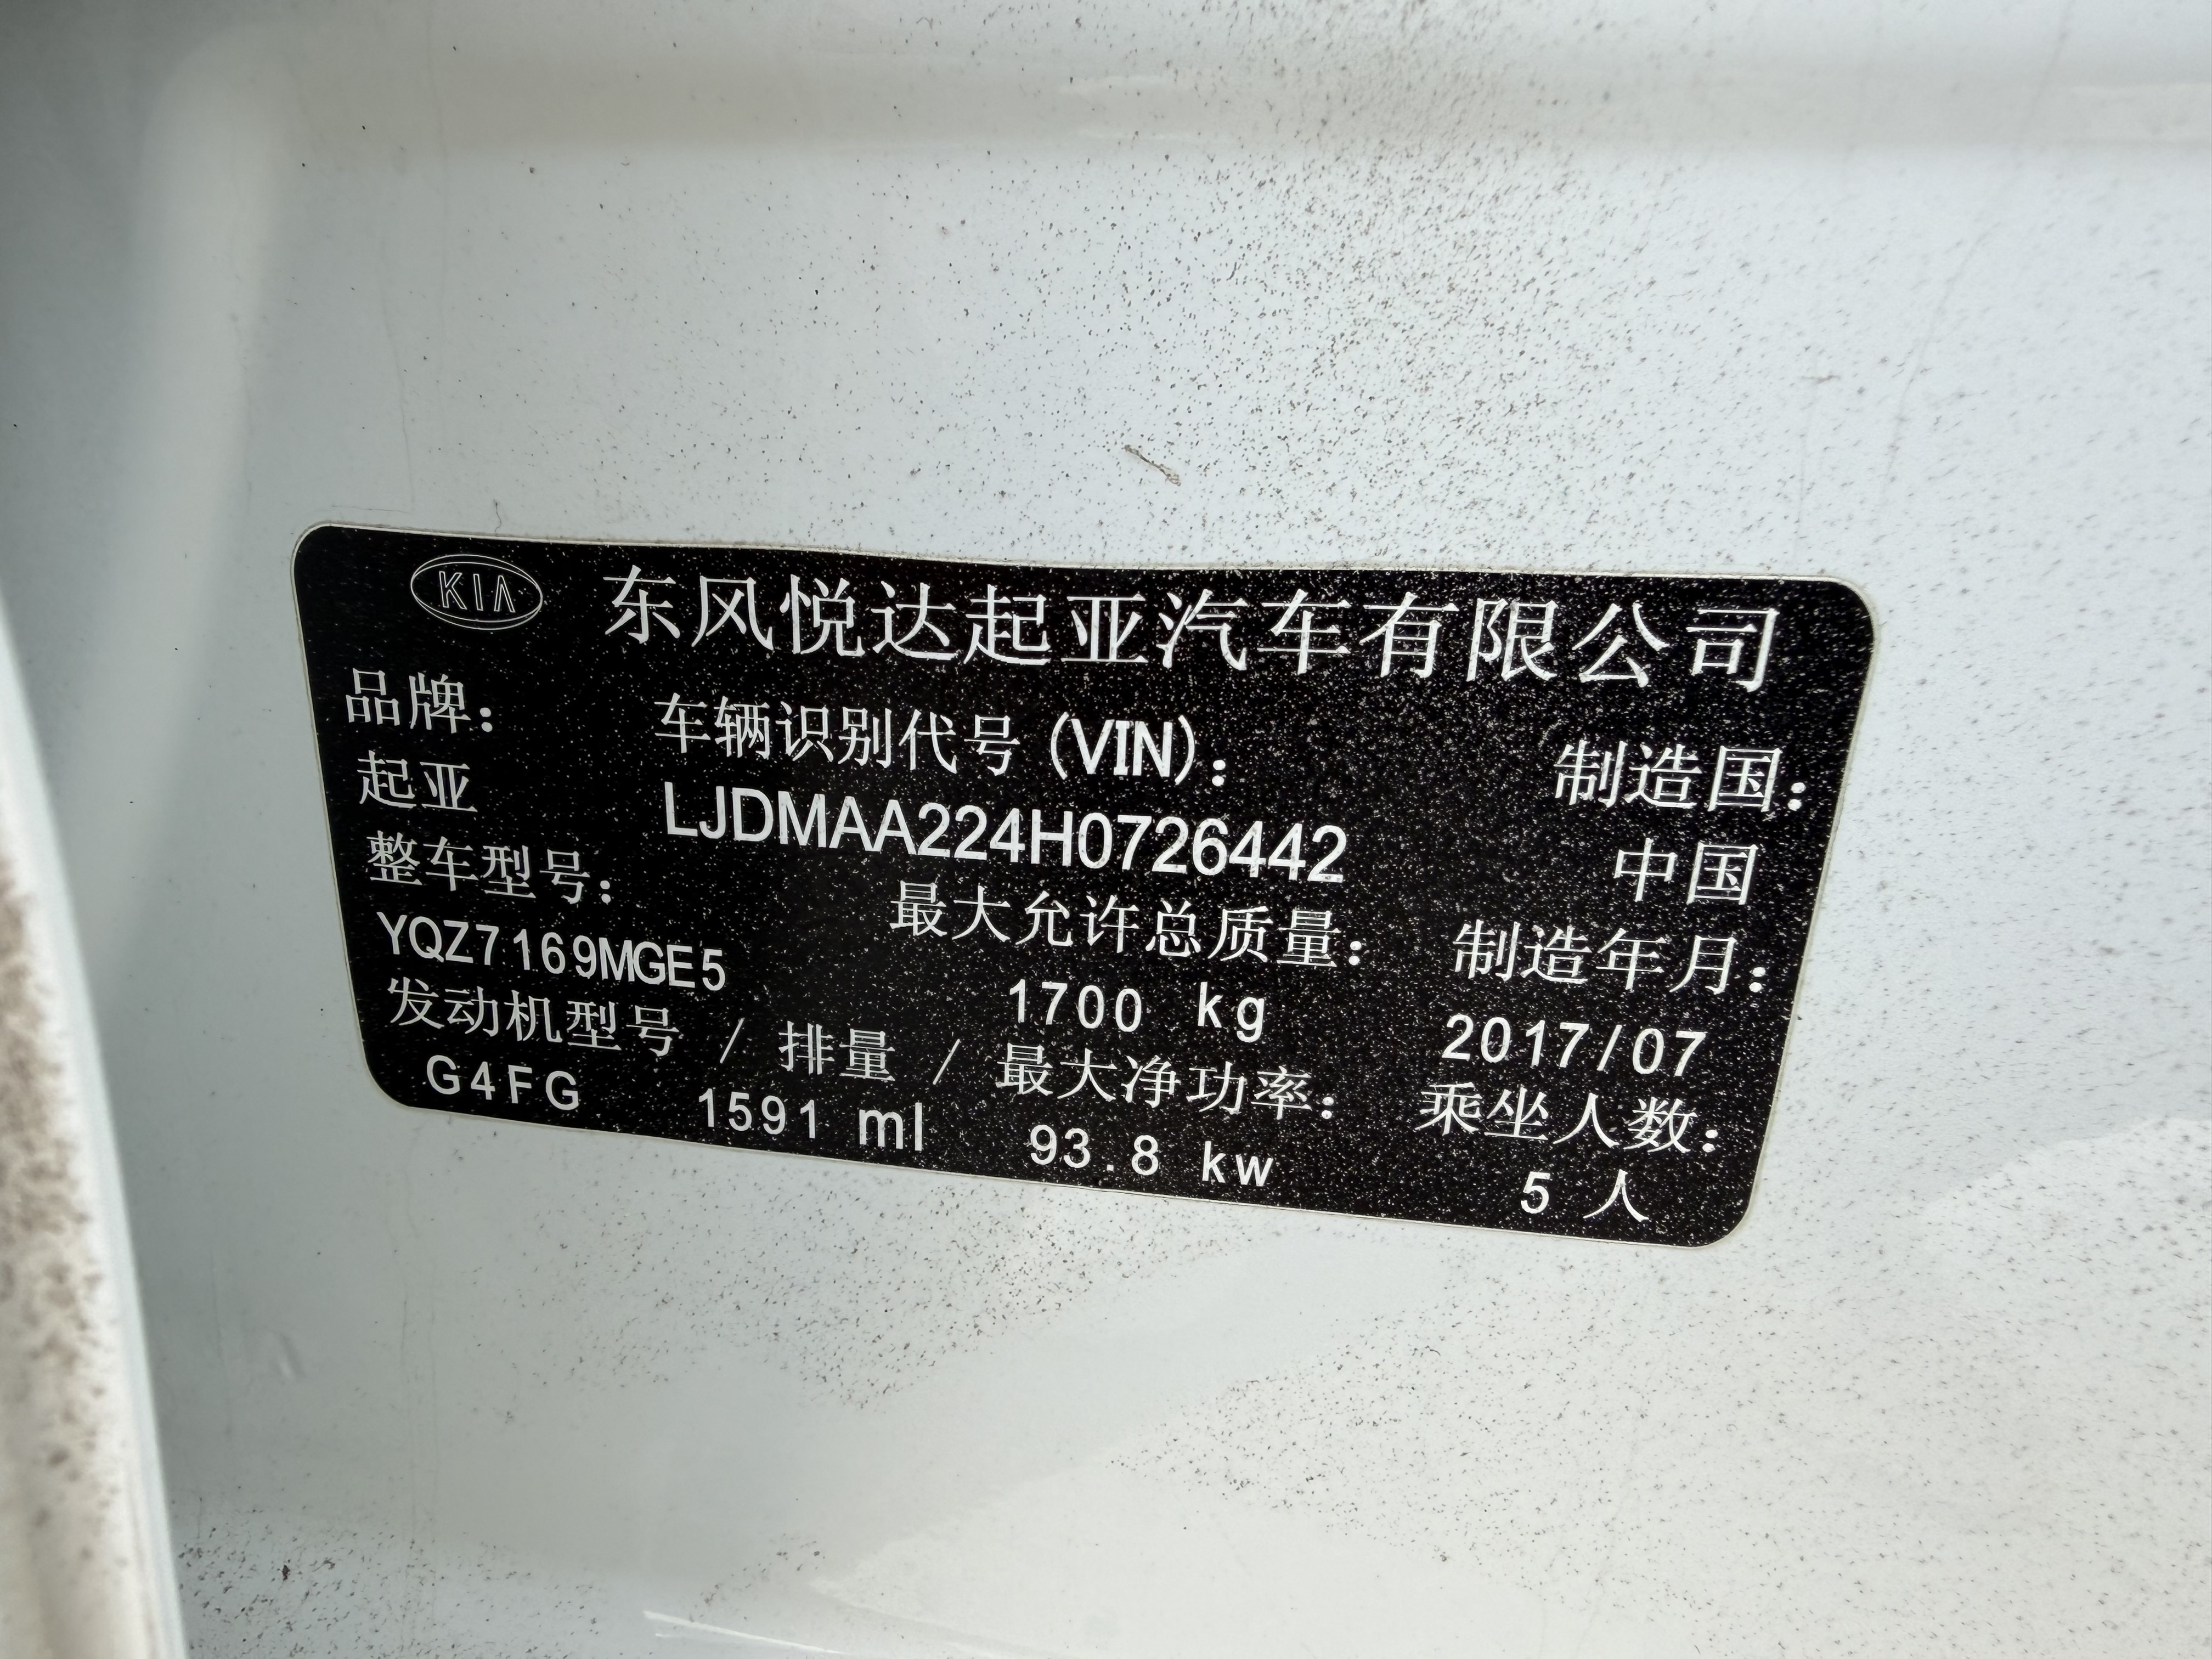 KIA 东风悦达起亚汽车有限公司
品牌： 车辆识别代号 (VIN)： 制造国：
起亚 LJDMAA224H0726442 中国
整车型号： 最大允许总质量： 制造年月：
YQZ7169MGE5 1700 kg 2017/07
发动机型号 / 排量 / 最大净功率： 乘坐人数：
G4FG 1591 ml 93.8 kw 5 人